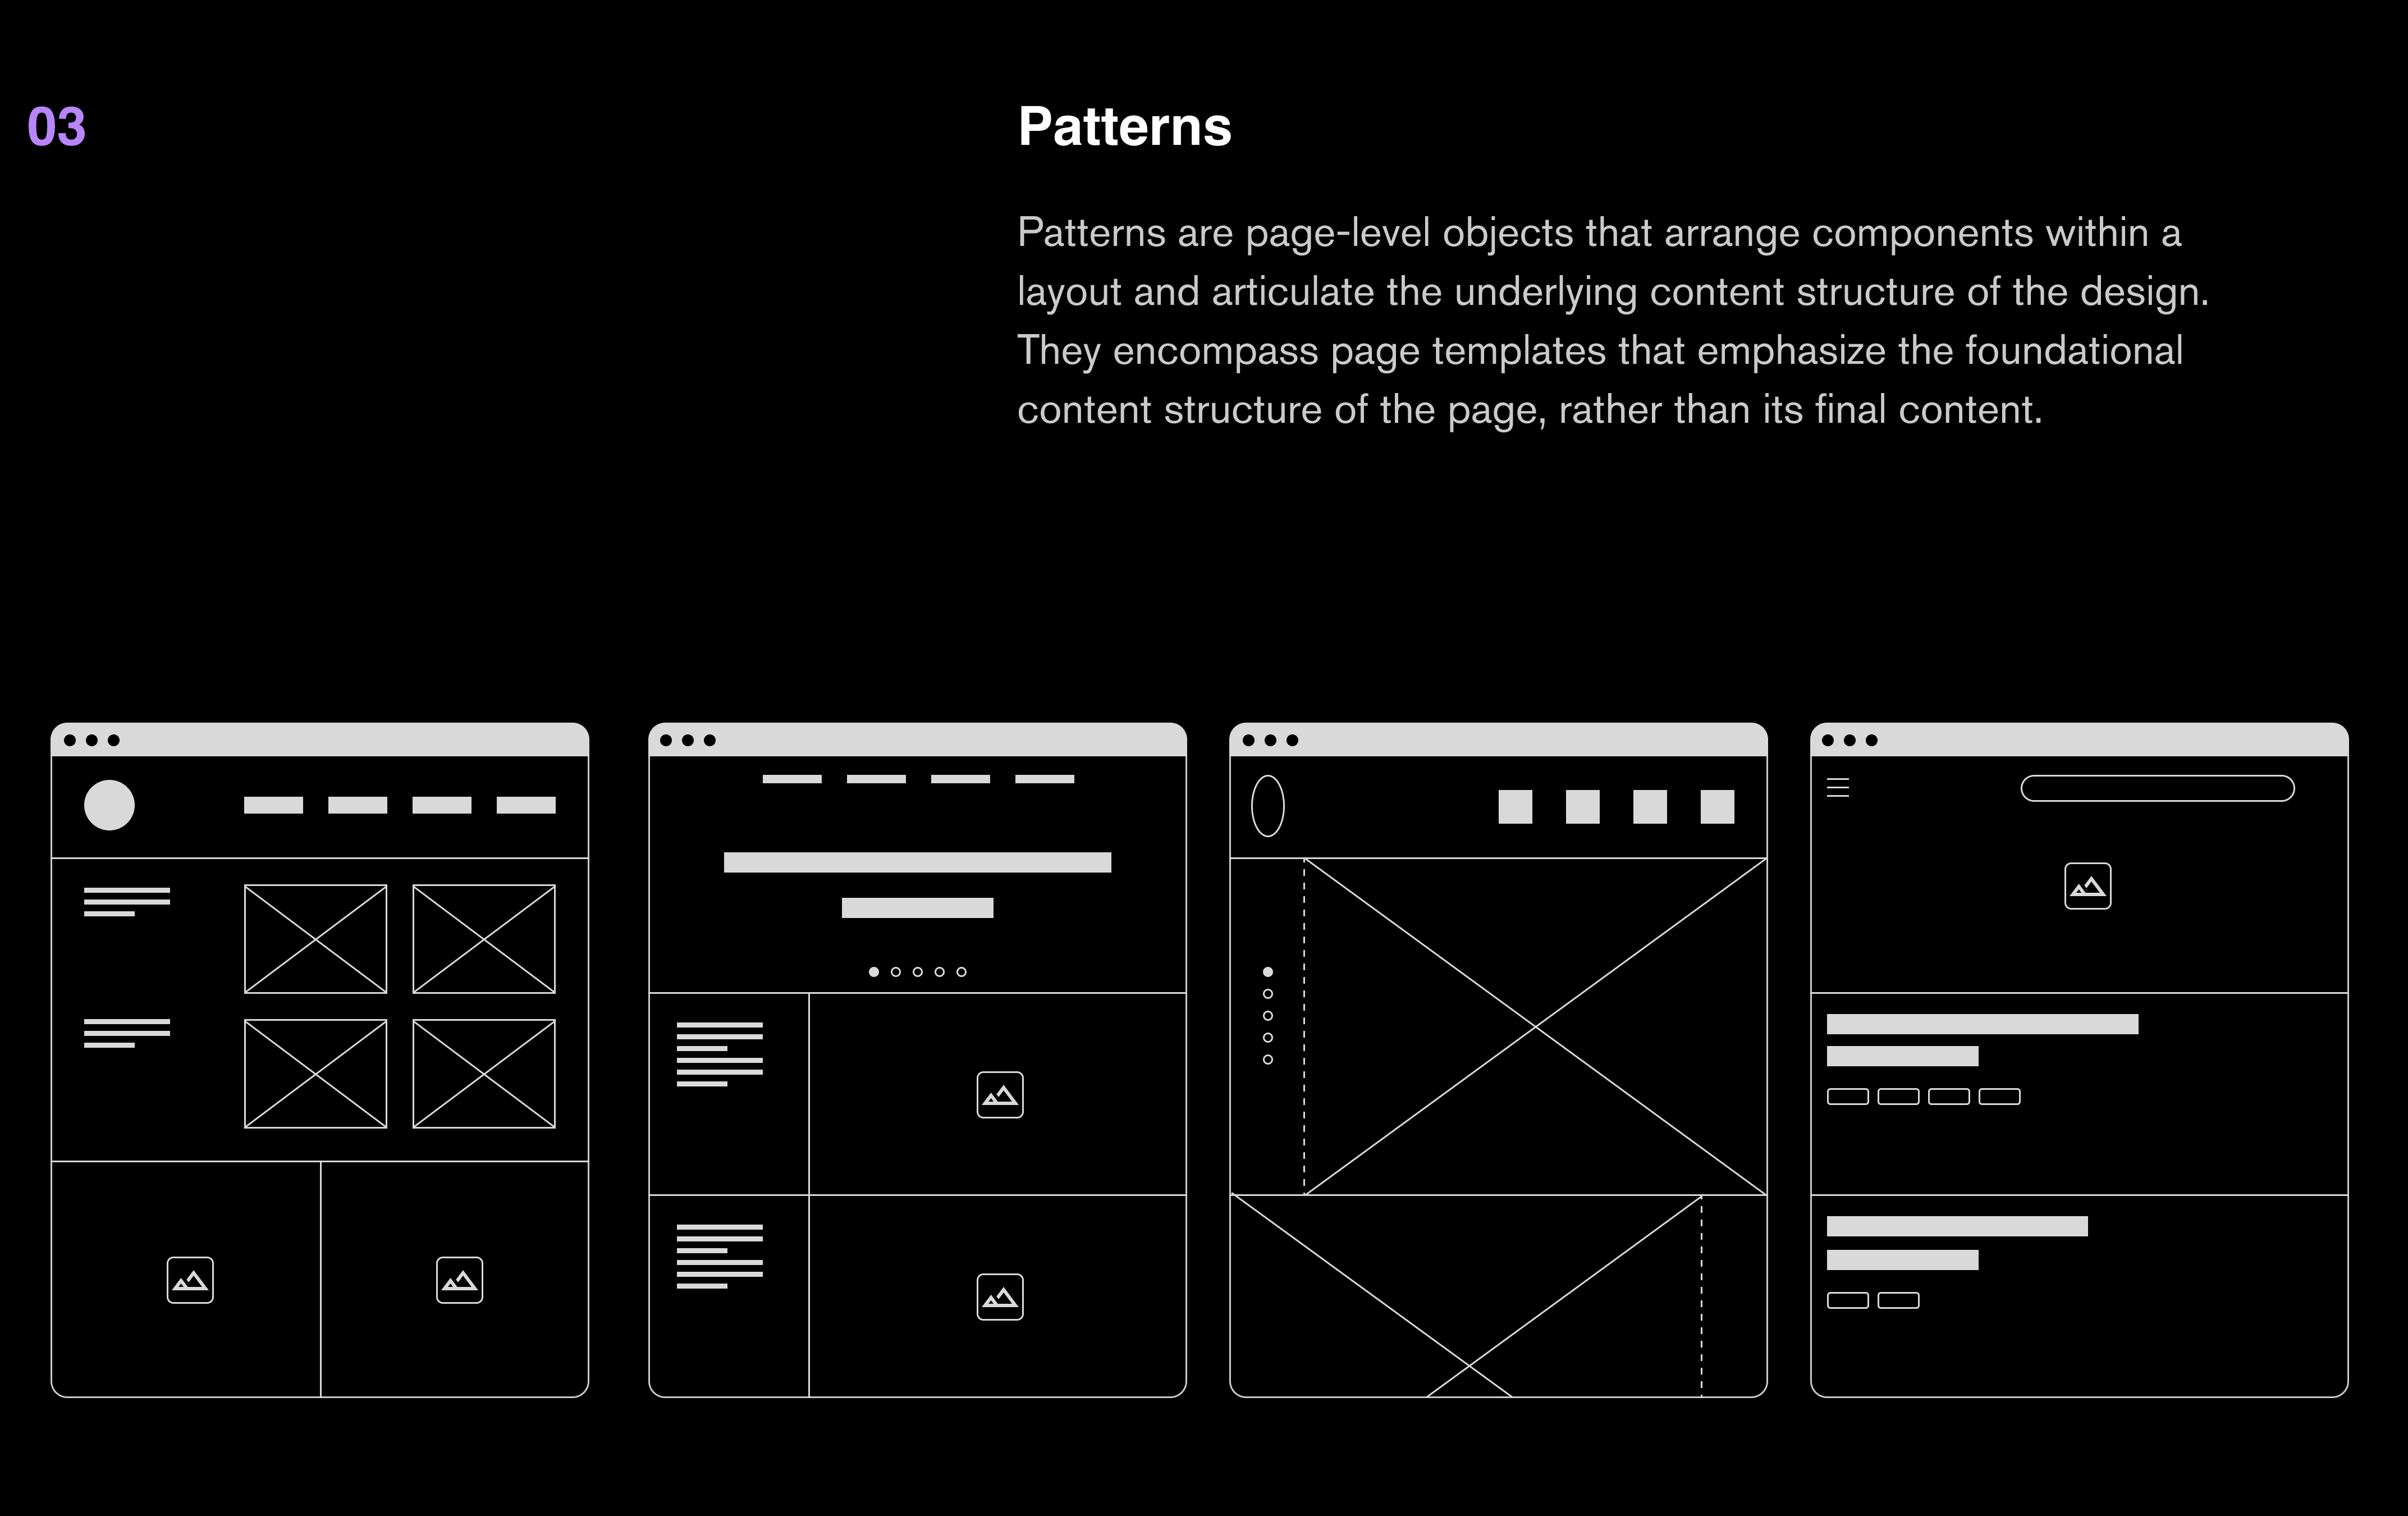 03
Patterns
Patterns are page-level objects that arrange components within a
layout and articulate the underlying content structure of the design.
They encompass page templates that emphasize the foundational
content structure of the page, rather than its final content.